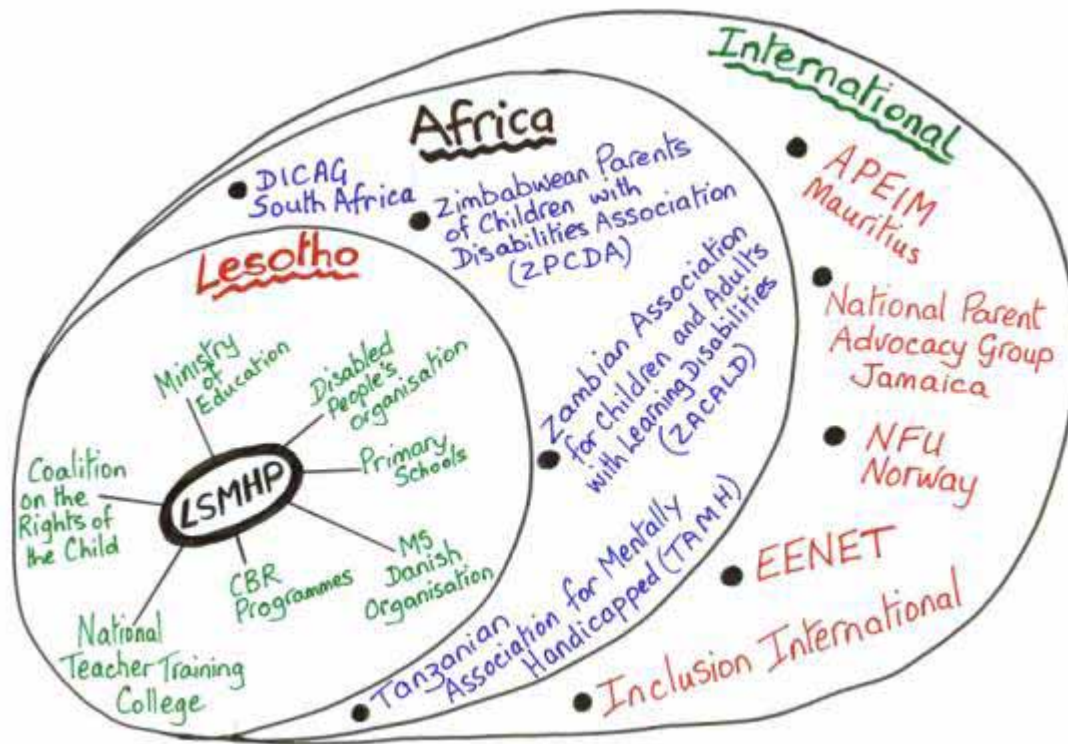 International
Africa
Lesotho
DICAG
South Africa
Zimbabwean Parents
of Children with
Disabilities Association
(ZPCDA)
Zambian Association
for Children and Adults
with Learning Disabilities
(ZACALD)
Tanzanian
Association for Mentally
Handicapped (TAMH)
APEIM
Mauritius
National Parent
Advocacy Group
Jamaica
NFU
Norway
EENET
Inclusion International
Ministry
of
Education
Disabled
People's
Organisation
Primary
Schools
MS
Danish
Organisation
CBR
Programmes
National
Teacher Training
College
Coalition
on the
Rights of
the Child
LSMHP